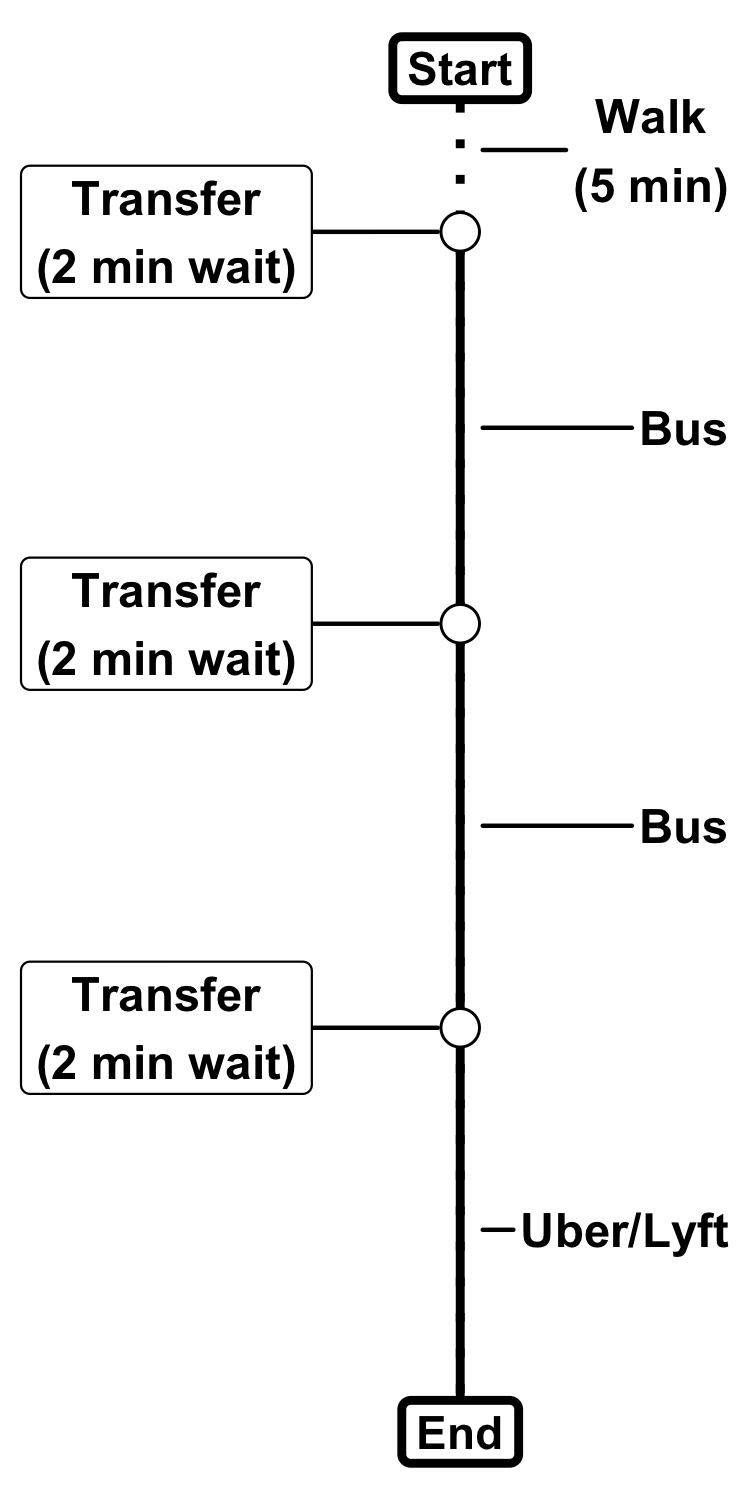 Start
Walk
(5 min)
Transfer
(2 min wait)
Bus
Transfer
(2 min wait)
Bus
Transfer
(2 min wait)
Uber/Lyft
End